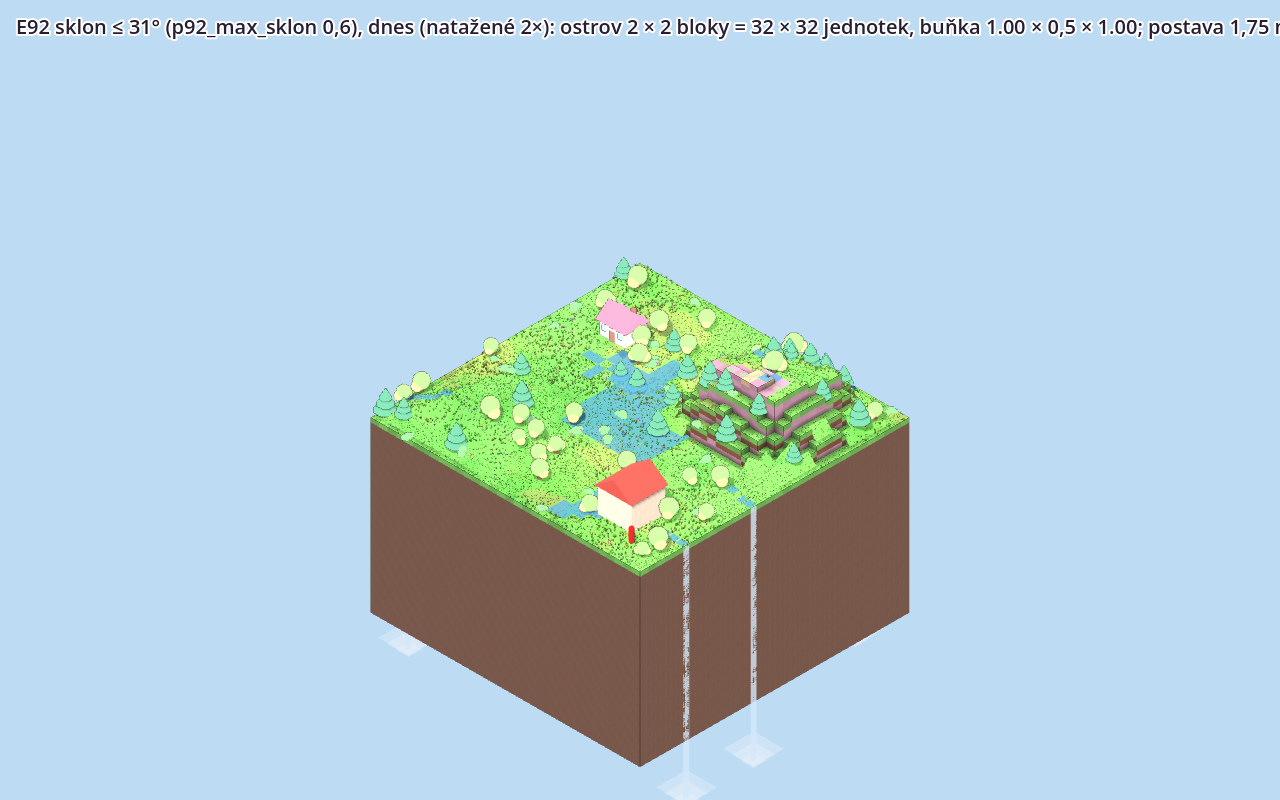 E92 sklon ≤ 31° (p92_max_sklon 0,6), dnes (natažené 2×): ostrov 2 × 2 bloky = 32 × 32 jednotek, buňka 1.00 × 0,5 × 1.00; postava 1,75